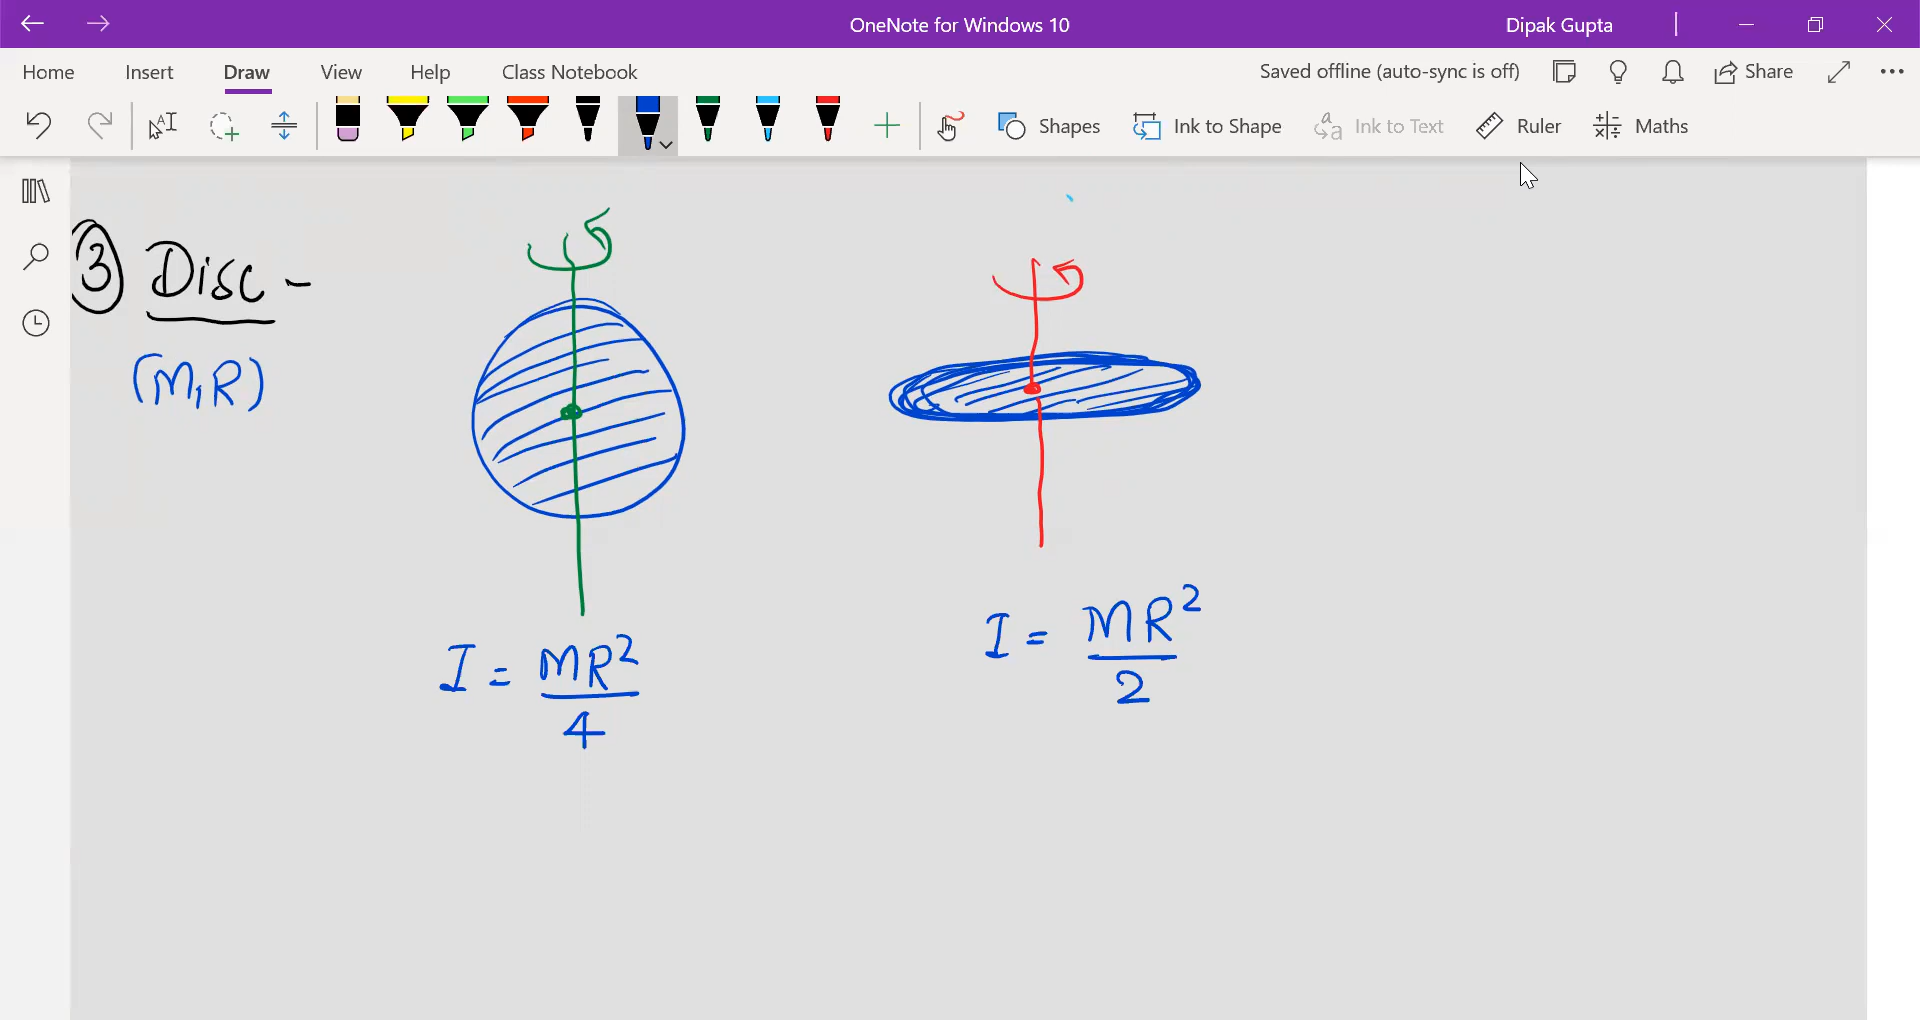 OneNote for Windows 10
Dipak Gupta
Home Insert Draw View Help Class Notebook
Saved offline (auto-sync is off) Share
Shapes Ink to Shape Ink to Text Ruler Maths
③ Disc -
(M,R)
I = MR²/4
I = MR²/2